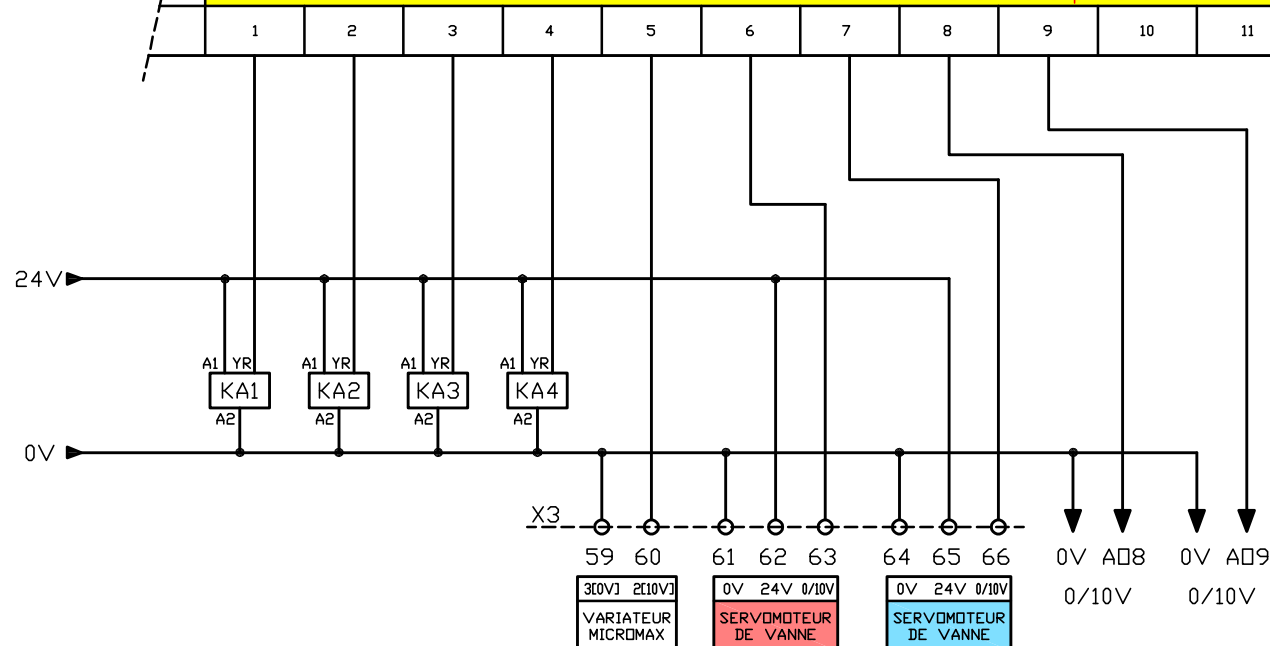 1 2 3 4 5 6 7 8 9 10 11
24V
A1 YR A1 YR A1 YR A1 YR
KA1 KA2 KA3 KA4
A2 A2 A2 A2
0V
X3
59 60 61 62 63 64 65 66 0V AO8 0V AO9
3[0V] 2[10V] 0V 24V 0/10V 0V 24V 0/10V 0/10V 0/10V
VARIATEUR SERVOMOTEUR SERVOMOTEUR
MICROMAX DE VANNE DE VANNE